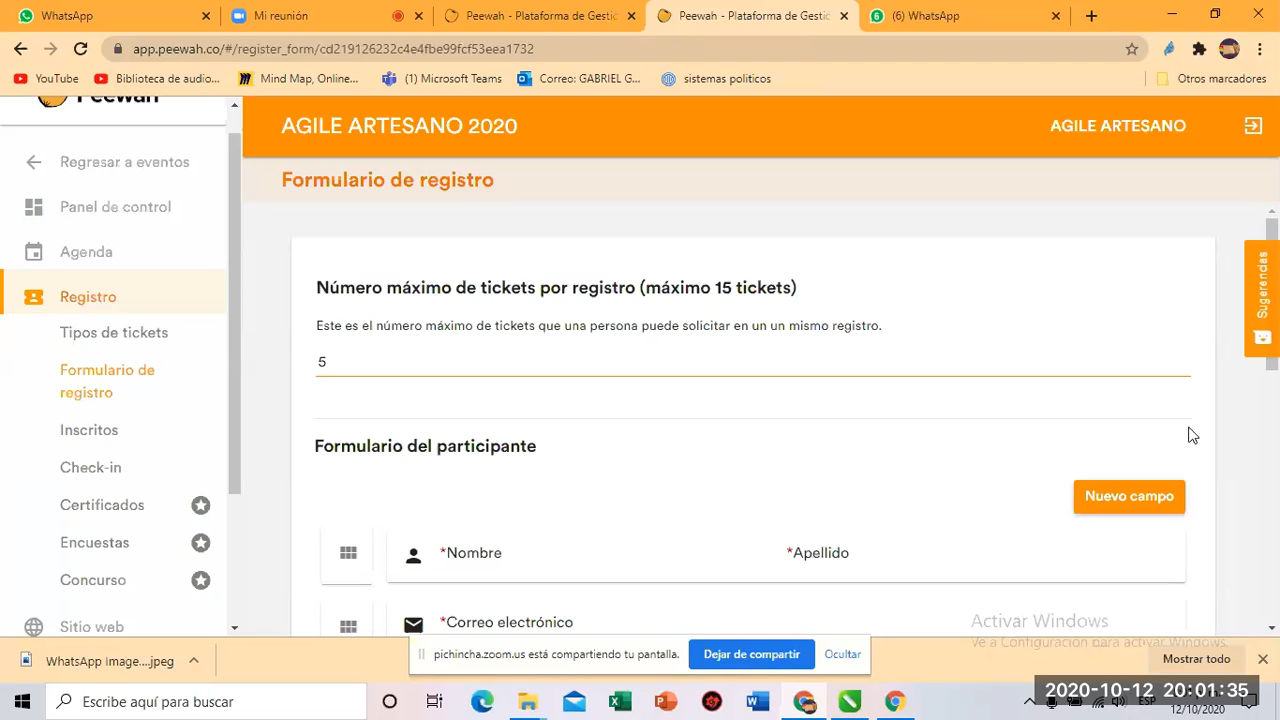 WhatsApp
Mi reunión
Peewah - Plataforma de Gestic
Peewah - Plataforma de Gestic
(6) WhatsApp
app.peewah.co/#/register_form/cd219126232c4e4fbe99fcf53eea1732
YouTube
Biblioteca de audio...
Mind Map, Online...
(1) Microsoft Teams
Correo: GABRIEL G...
sistemas politicos
Otros marcadores
Peewah
AGILE ARTESANO 2020
AGILE ARTESANO
Regresar a eventos
Formulario de registro
Panel de control
Agenda
Registro
Tipos de tickets
Formulario de
registro
Inscritos
Check-in
Certificados
Encuestas
Concurso
Sitio web
Número máximo de tickets por registro (máximo 15 tickets)
Este es el número máximo de tickets que una persona puede solicitar en un un mismo registro.
5
Sugerencias
Formulario del participante
Nuevo campo
*Nombre
*Apellido
*Correo electrónico
Activar Windows
Ve a Configuración para activar Windows.
pichincha.zoom.us está compartiendo tu pantalla.
Dejar de compartir
Ocultar
WhatsApp Image....jpeg
Mostrar todo
Escribe aquí para buscar
2020-10-12 20:01:35
ESP
12/10/2020